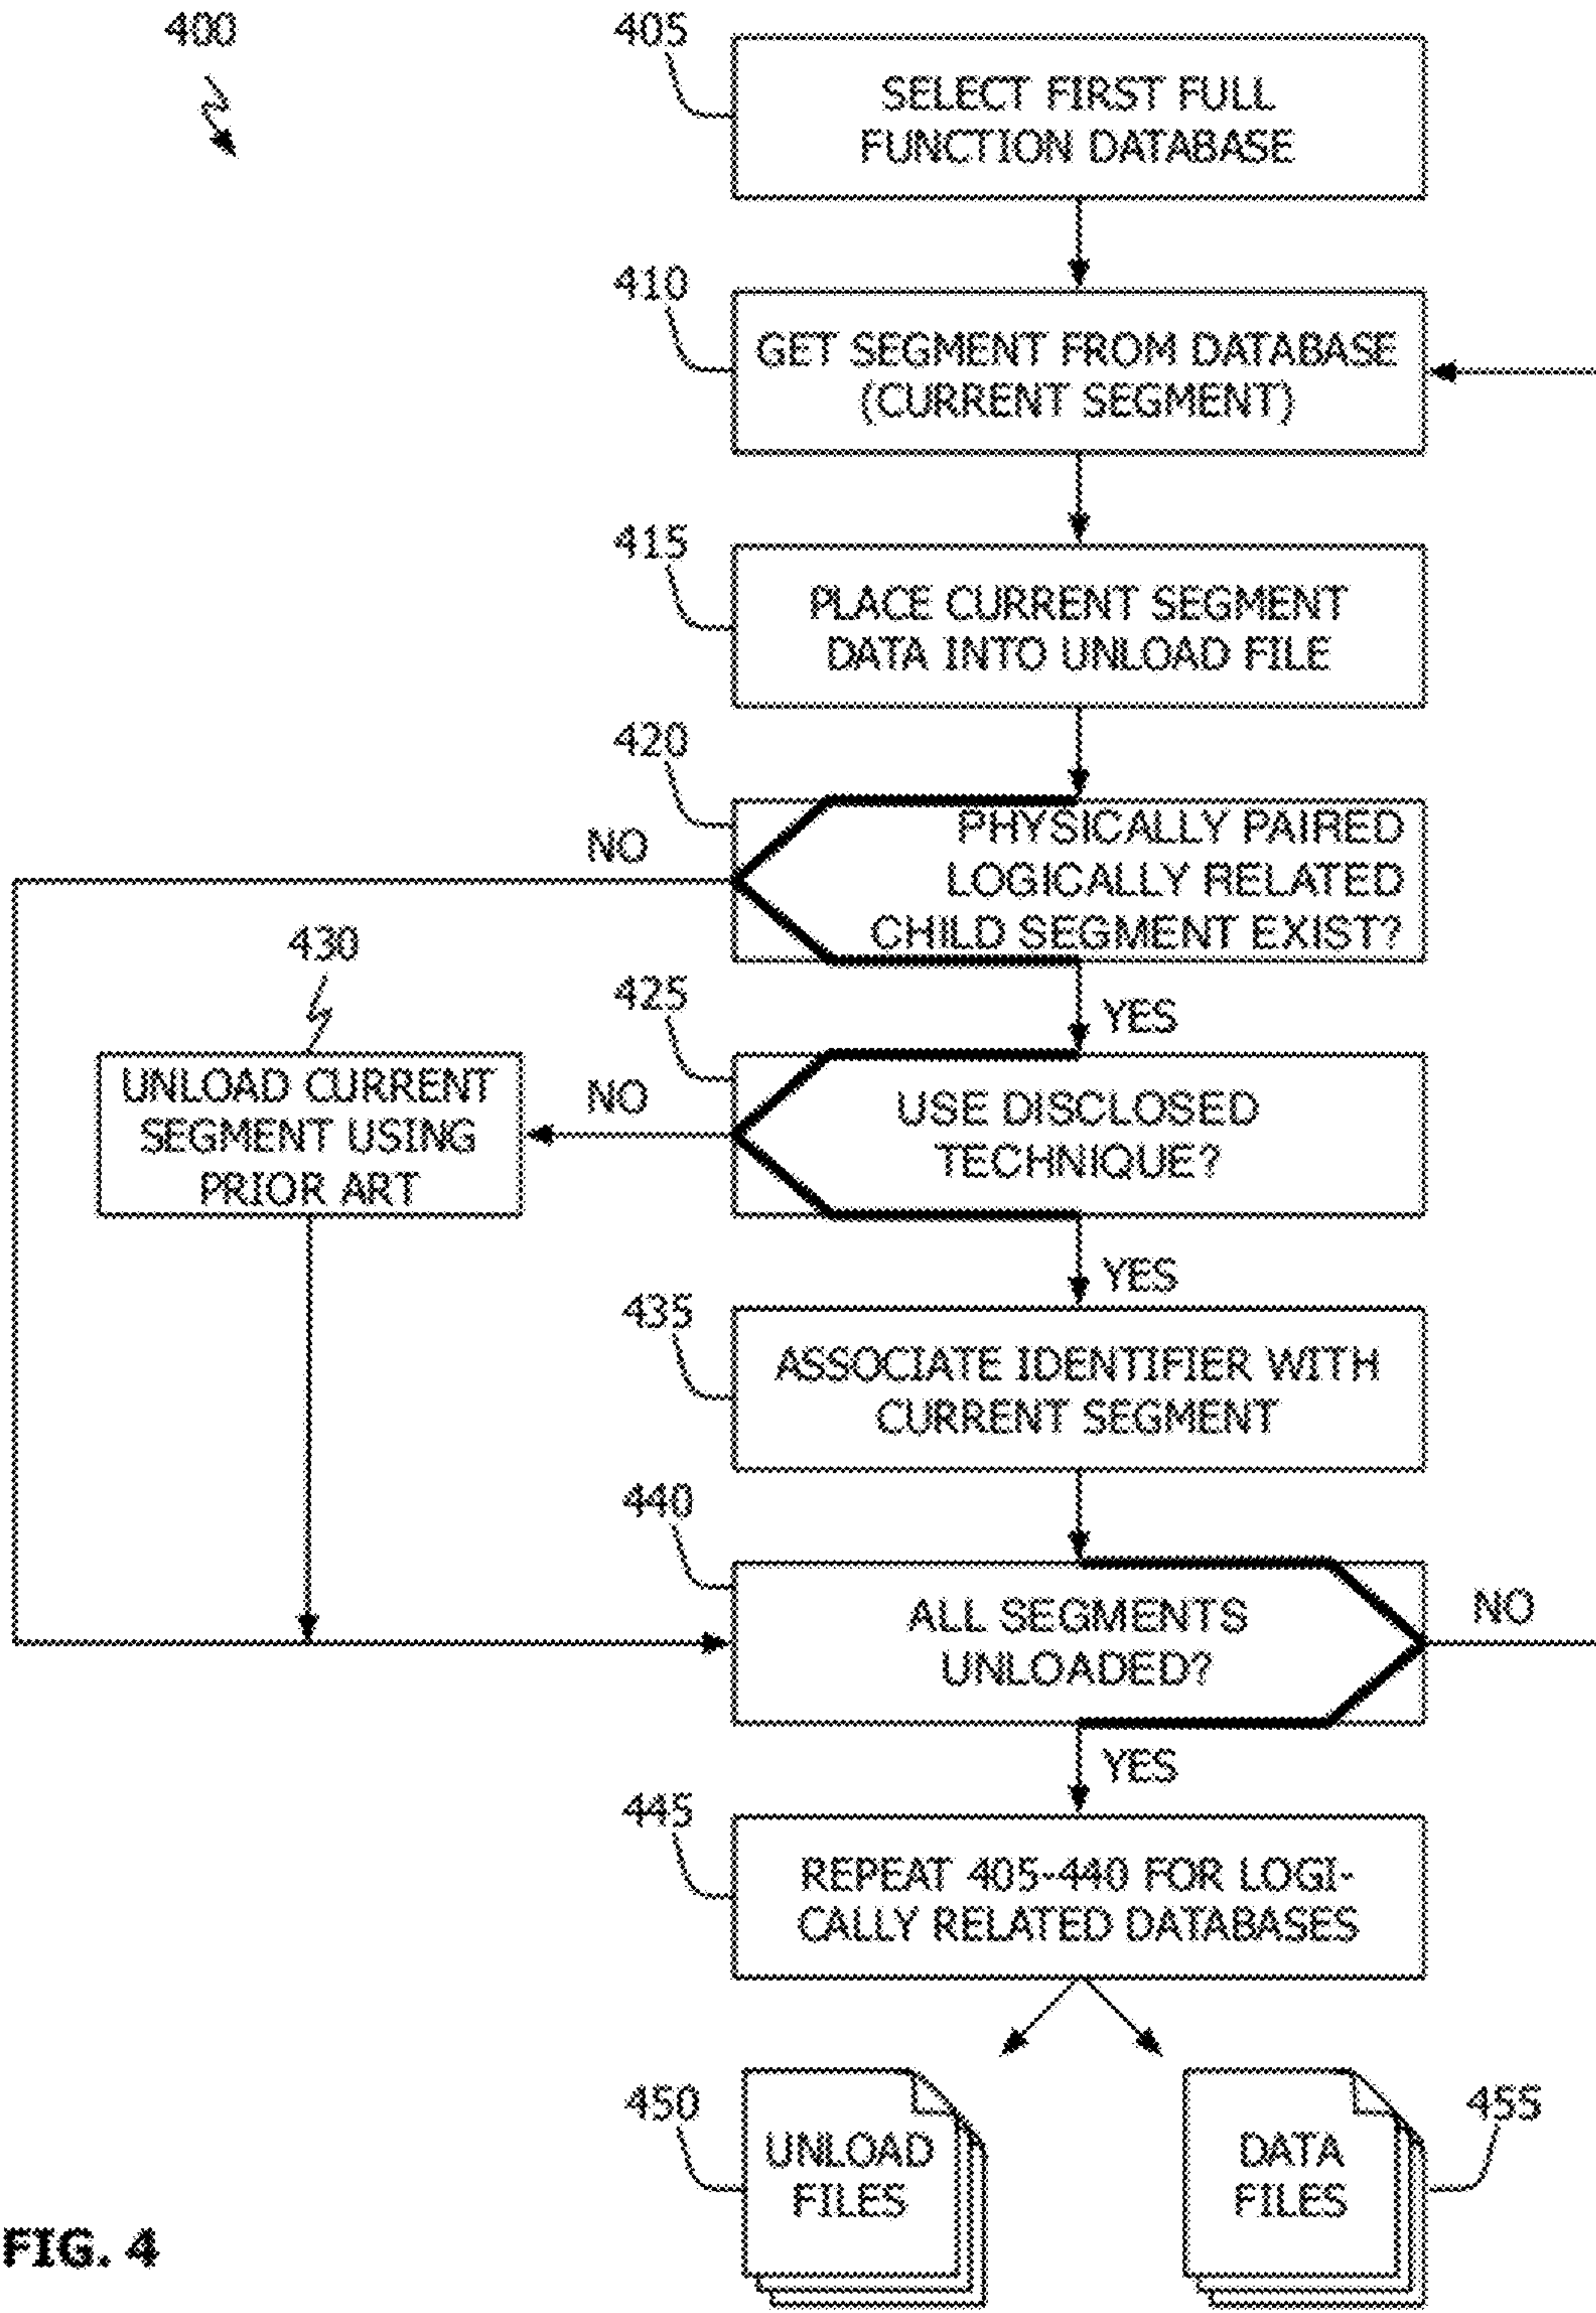 400
405
SELECT FIRST FULL
FUNCTION DATABASE
410
GET SEGMENT FROM DATABASE
(CURRENT SEGMENT)
415
PLACE CURRENT SEGMENT
DATA INTO UNLOAD FILE
420
NO
PHYSICALLY PAIRED
LOGICALLY RELATED
CHILD SEGMENT EXIST?
YES
430
UNLOAD CURRENT
SEGMENT USING
PRIOR ART
425
NO
USE DISCLOSED
TECHNIQUE?
YES
435
ASSOCIATE IDENTIFIER WITH
CURRENT SEGMENT
440
ALL SEGMENTS
UNLOADED?
NO
YES
445
REPEAT 405-440 FOR LOGI-
CALLY RELATED DATABASES
450
UNLOAD
FILES
DATA
FILES
455
FIG. 4